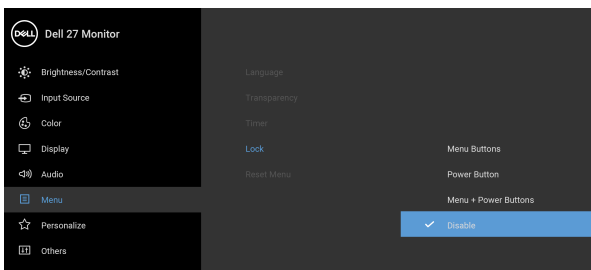 DELL Dell 27 Monitor
Brightness/Contrast
Input Source
Color
Display
Audio
Menu
Personalize
Others
Language
Transparency
Timer
Lock
Reset Menu
Menu Buttons
Power Button
Menu + Power Buttons
Disable